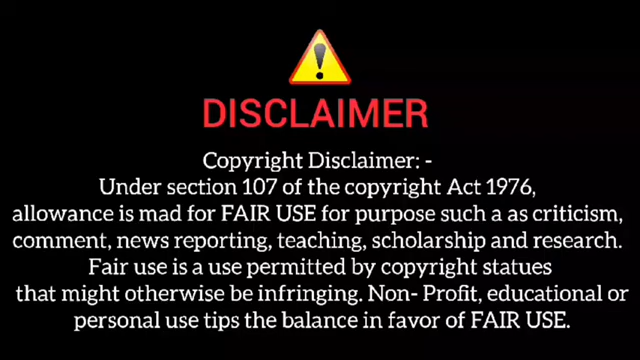 DISCLAIMER
Copyright Disclaimer: -
Under section 107 of the copyright Act 1976,
allowance is mad for FAIR USE for purpose such a as criticism,
comment, news reporting, teaching, scholarship and research.
Fair use is a use permitted by copyright statues
that might otherwise be infringing. Non- Profit, educational or
personal use tips the balance in favor of FAIR USE.